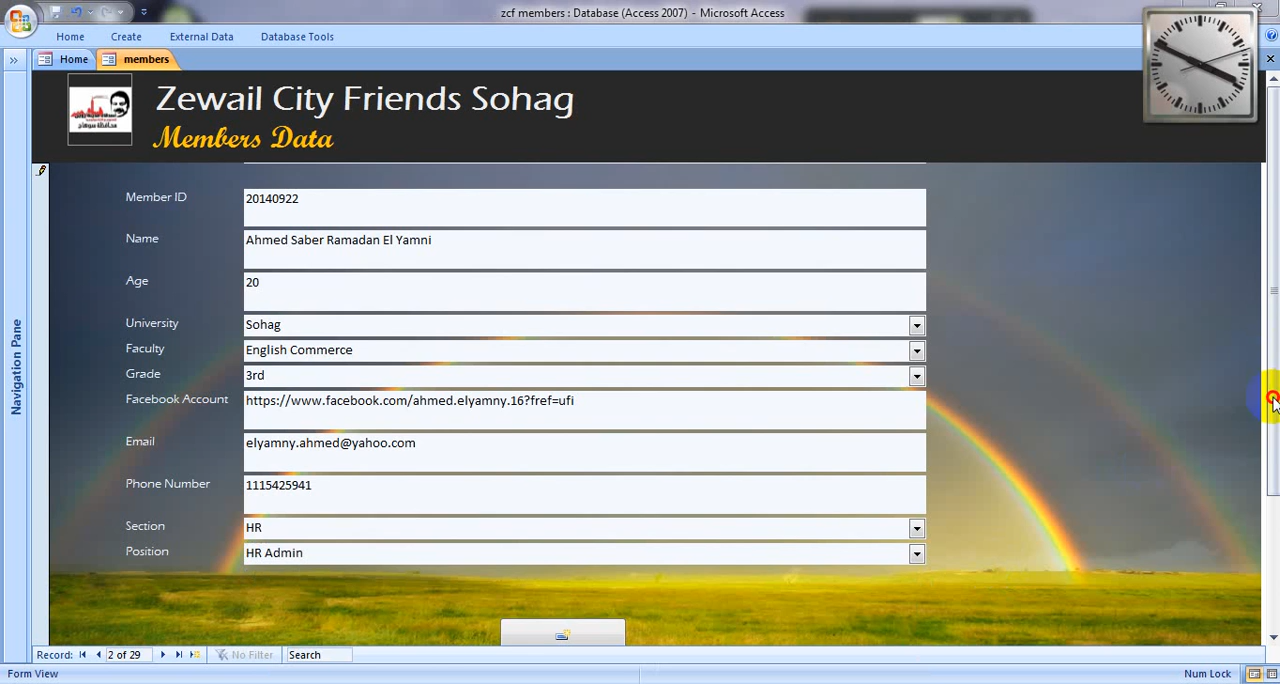 zcf members : Database (Access 2007) - Microsoft Access
Home Create External Data Database Tools
Home members
Zewail City Friends Sohag
Members Data
Navigation Pane
Member ID 20140922
Name Ahmed Saber Ramadan El Yamni
Age 20
University Sohag
Faculty English Commerce
Grade 3rd
Facebook Account https://www.facebook.com/ahmed.elyamny.16?fref=ufi
Email elyamny.ahmed@yahoo.com
Phone Number 1115425941
Section HR
Position HR Admin
Record: 2 of 29 No Filter Search
Form View Num Lock